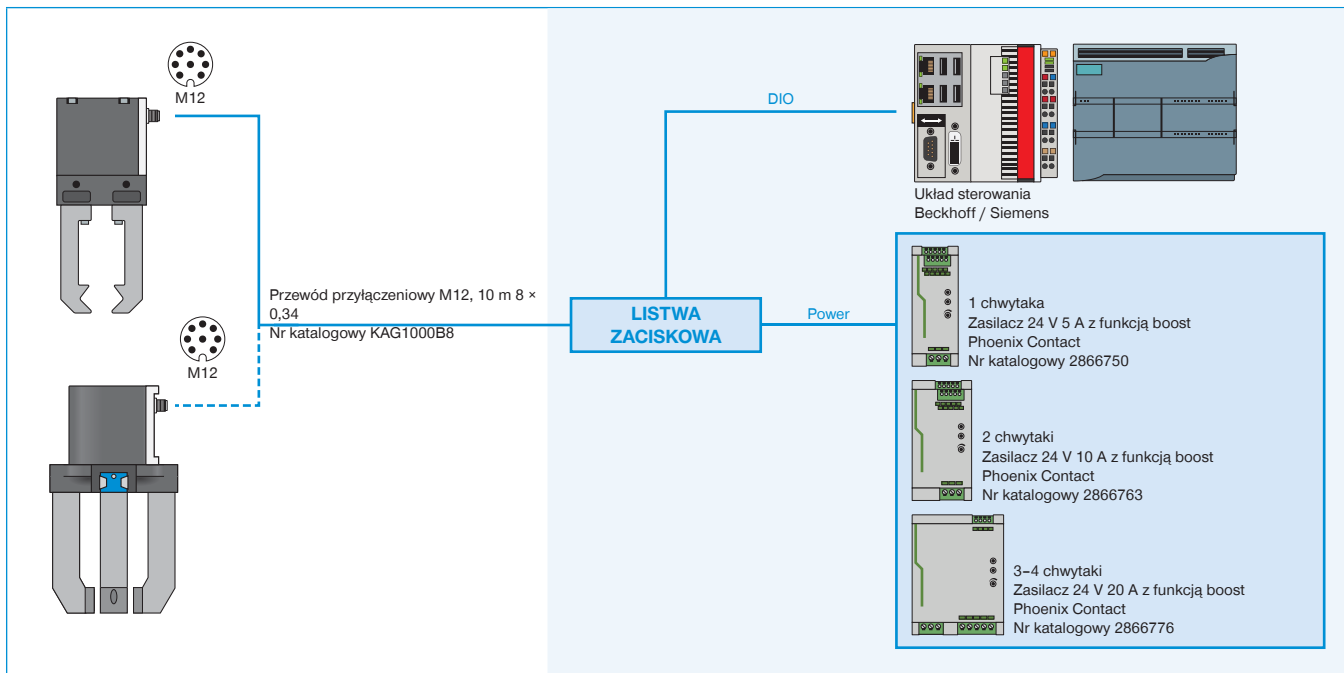 M12
Przewód przyłączeniowy M12, 10 m 8 ×
0,34
Nr katalogowy KAG1000B8
M12
LISTWA
ZACISKOWA
DIO
Power
Układ sterowania
Beckhoff / Siemens
1 chwytaka
Zasilacz 24 V 5 A z funkcją boost
Phoenix Contact
Nr katalogowy 2866750
2 chwytaki
Zasilacz 24 V 10 A z funkcją boost
Phoenix Contact
Nr katalogowy 2866763
3–4 chwytaki
Zasilacz 24 V 20 A z funkcją boost
Phoenix Contact
Nr katalogowy 2866776